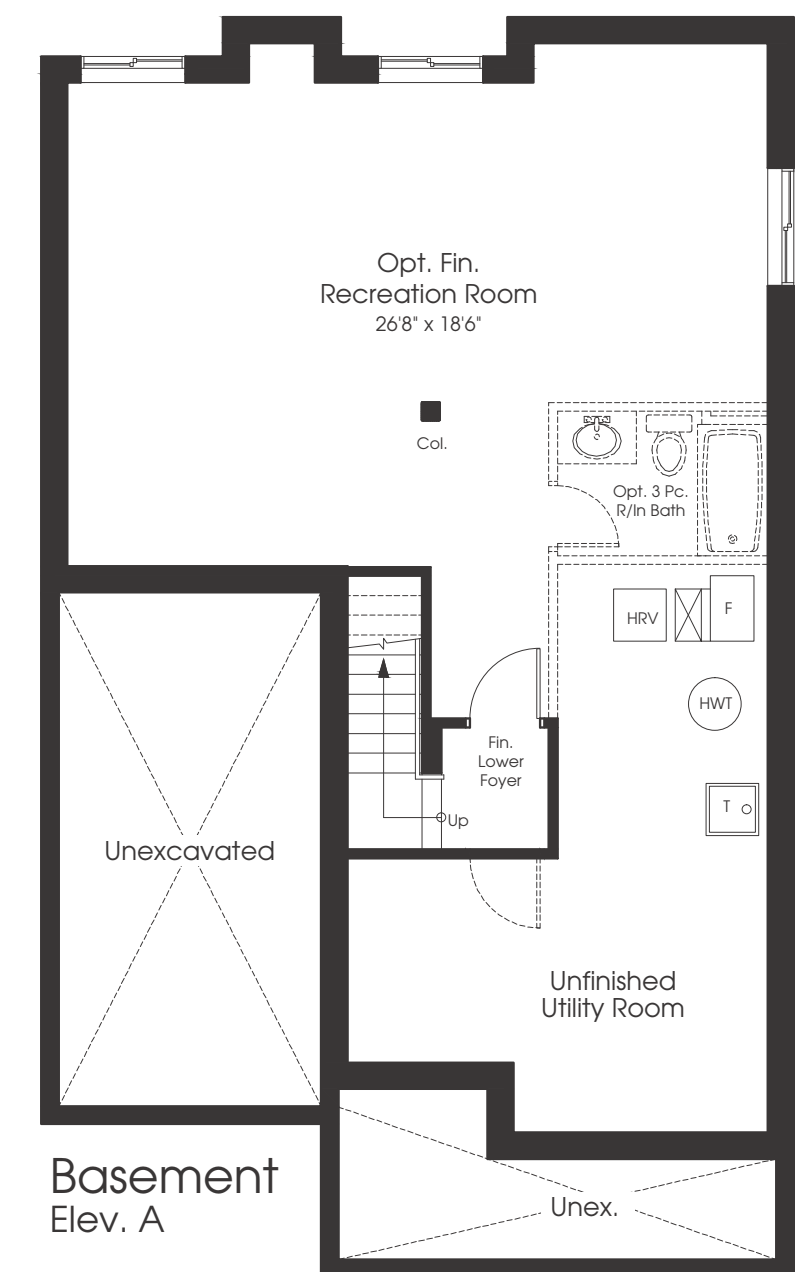 Opt. Fin.
Recreation Room
26'8" x 18'6"
Col.
Opt. 3 Pc.
R/In Bath
HRV
F
HWT
Fin.
Lower
Foyer
T
Up
Unexcavated
Unfinished
Utility Room
Basement
Elev. A
Unex.